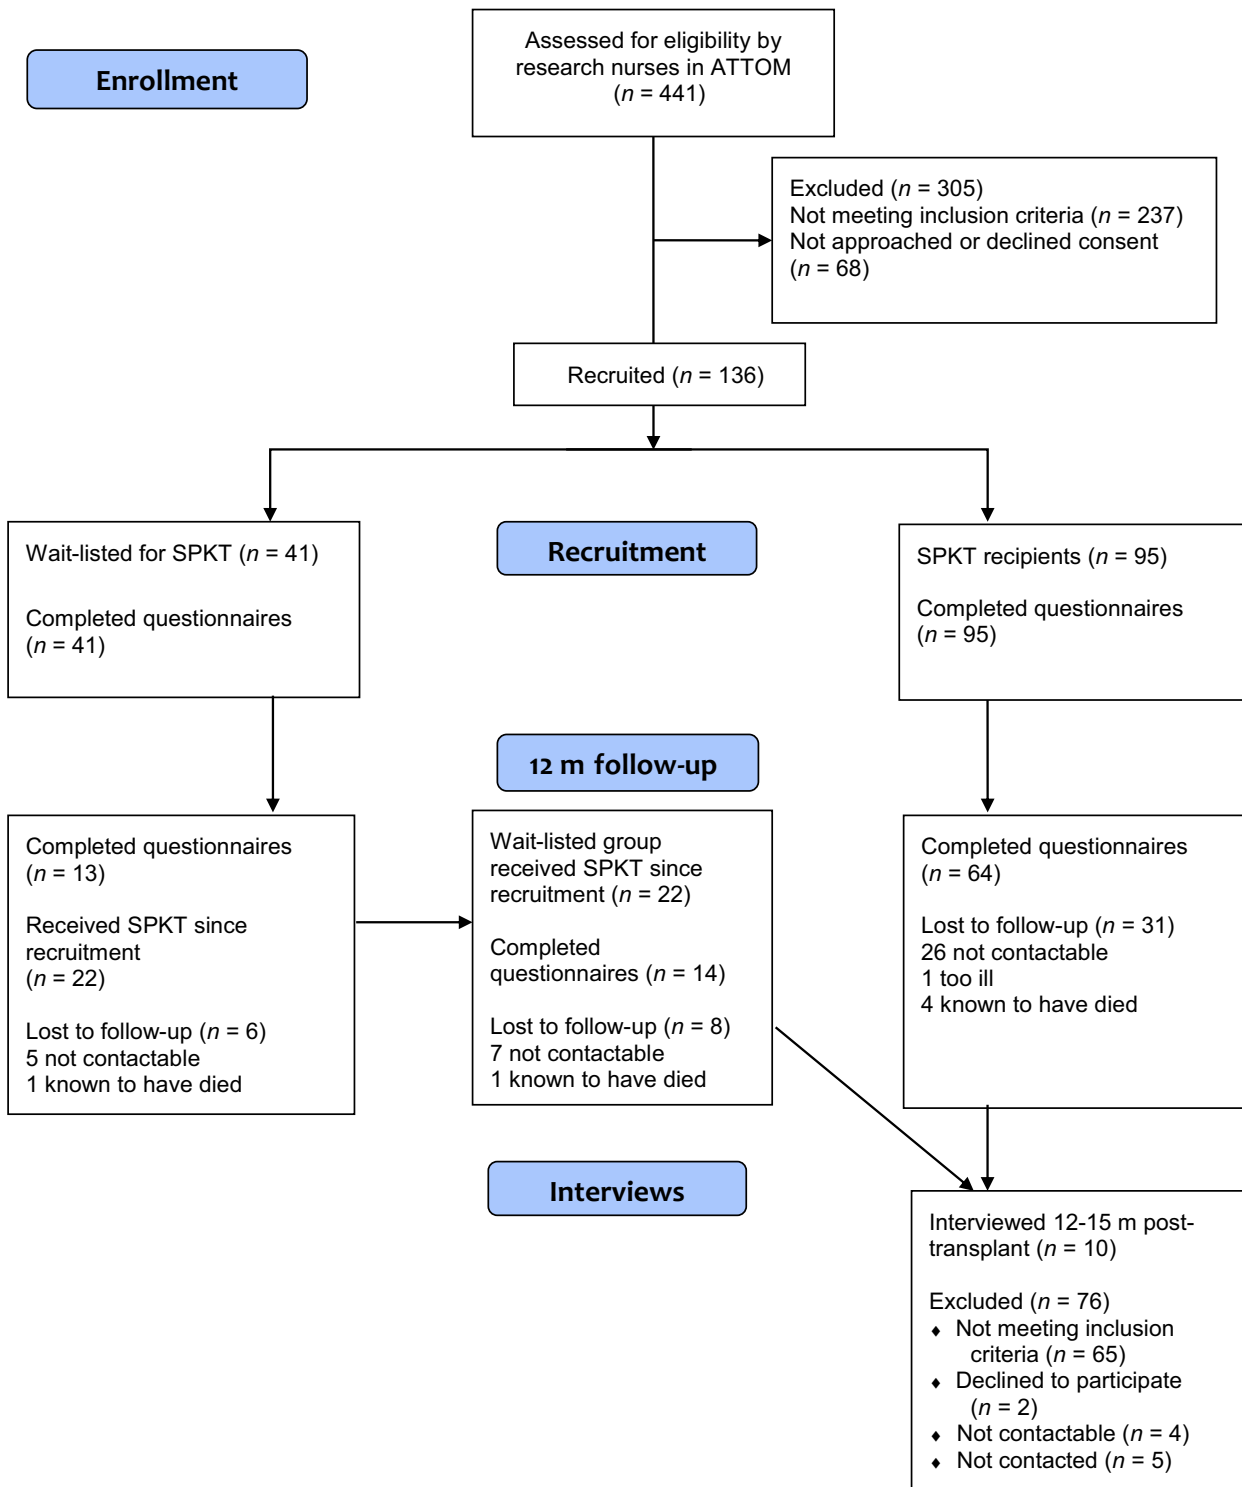 Assessed for eligibility by
research nurses in ATTOM
(n = 441)
Enrollment
Excluded (n = 305)
Not meeting inclusion criteria (n = 237)
Not approached or declined consent
(n = 68)
Recruited (n = 136)
Wait-listed for SPKT (n = 41)
Completed questionnaires
(n = 41)
Recruitment
SPKT recipients (n = 95)
Completed questionnaires
(n = 95)
12 m follow-up
Completed questionnaires
(n = 13)
Received SPKT since
recruitment
(n = 22)
Lost to follow-up (n = 6)
5 not contactable
1 known to have died
Wait-listed group
received SPKT since
recruitment (n = 22)
Completed
questionnaires (n = 14)
Lost to follow-up (n = 8)
7 not contactable
1 known to have died
Completed questionnaires
(n = 64)
Lost to follow-up (n = 31)
26 not contactable
1 too ill
4 known to have died
Interviews
Interviewed 12-15 m post-
transplant (n = 10)
Excluded (n = 76)
♦ Not meeting inclusion
criteria (n = 65)
♦ Declined to participate
(n = 2)
♦ Not contactable (n = 4)
♦ Not contacted (n = 5)